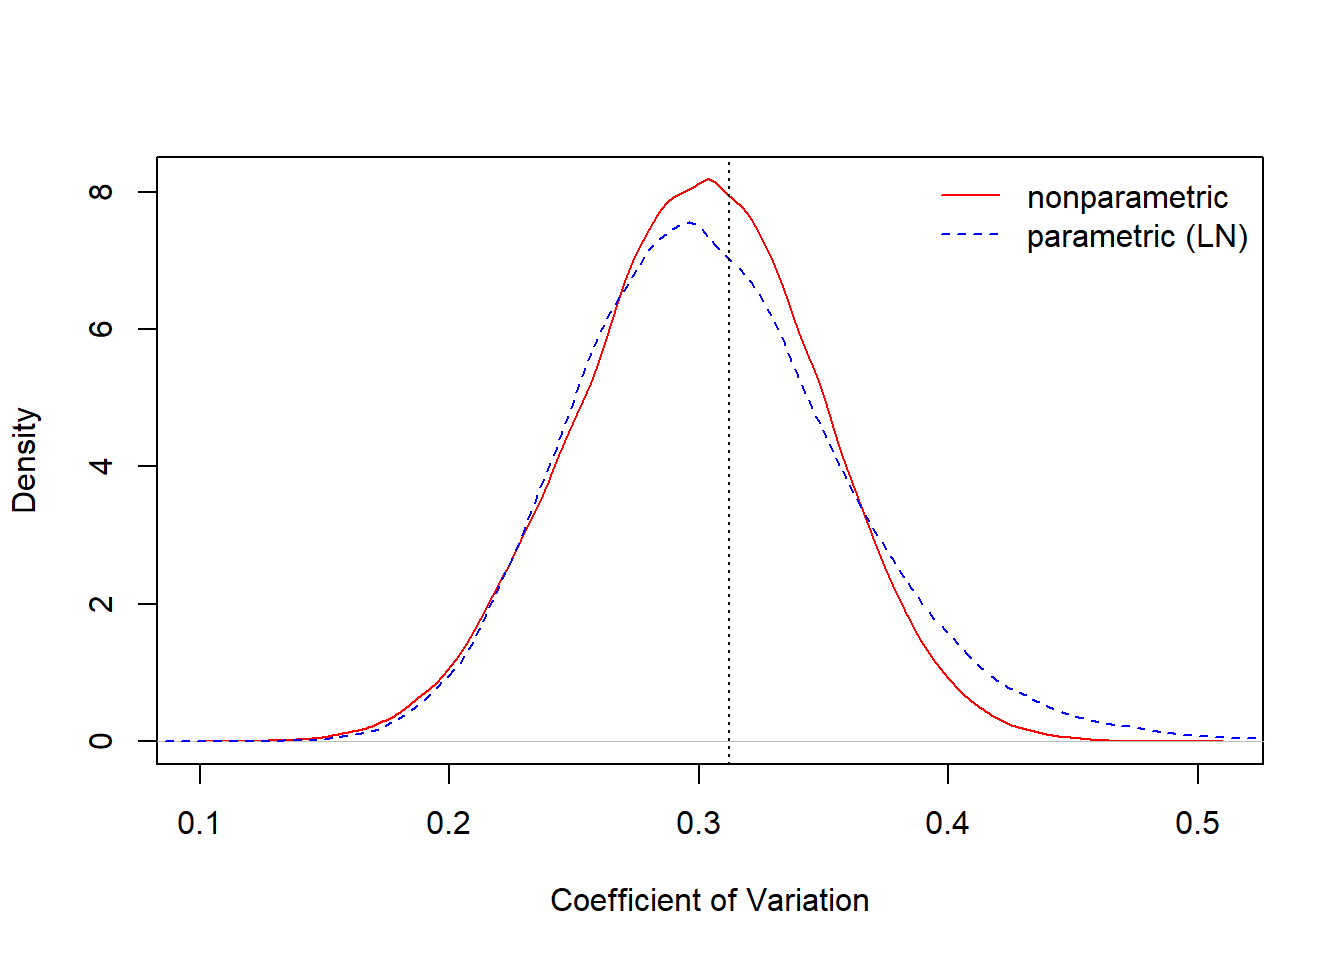 nonparametric
parametric (LN)
Density
8
6
4
2
0
0.1 0.2 0.3 0.4 0.5
Coefficient of Variation